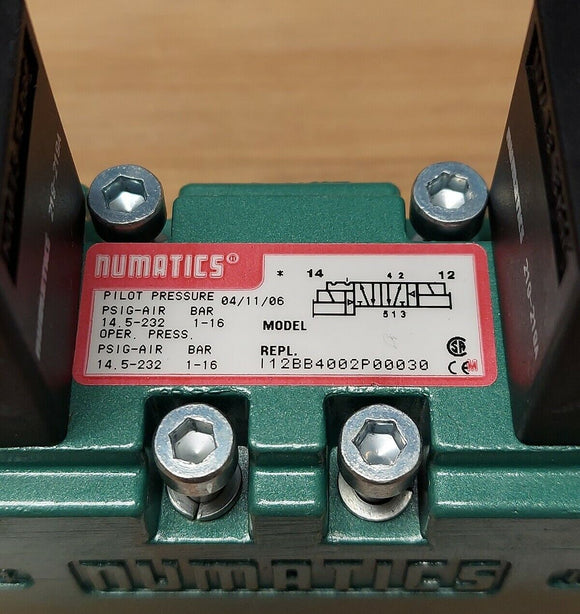 NUMATICS®
* 14 4 2 12
PILOT PRESSURE 04/11/06
PSIG-AIR BAR
14.5-232 1-16
5 1 3
OPER. PRESS.
MODEL
PSIG-AIR BAR
REPL.
14.5-232 1-16
I12BB4002P00030
CE
NUMATICS